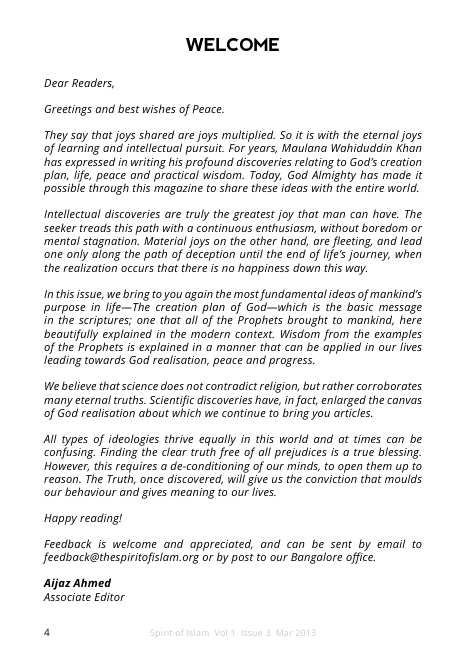 WELCOME
Dear Readers,
Greetings and best wishes of Peace.
They say that joys shared are joys multiplied. So it is with the eternal joys
of learning and intellectual pursuit. For years, Maulana Wahiduddin Khan
has expressed in writing his profound discoveries relating to God’s creation
plan, life, peace and practical wisdom. Today, God Almighty has made it
possible through this magazine to share these ideas with the entire world.
Intellectual discoveries are truly the greatest joy that man can have. The
seeker treads this path with a continuous enthusiasm, without boredom or
mental stagnation. Material joys on the other hand, are fleeting, and lead
one only along the path of deception until the end of life’s journey, when
the realization occurs that there is no happiness down this way.
In this issue, we bring to you again the most fundamental ideas of mankind’s
purpose in life—The creation plan of God—which is the basic message
in the scriptures; one that all of the Prophets brought to mankind, here
beautifully explained in the modern context. Wisdom from the examples
of the Prophets is explained in a manner that can be applied in our lives
leading towards God realisation, peace and progress.
We believe that science does not contradict religion, but rather corroborates
many eternal truths. Scientific discoveries have, in fact, enlarged the canvas
of God realisation about which we continue to bring you articles.
All types of ideologies thrive equally in this world and at times can be
confusing. Finding the clear truth free of all prejudices is a true blessing.
However, this requires a de-conditioning of our minds, to open them up to
reason. The Truth, once discovered, will give us the conviction that moulds
our behaviour and gives meaning to our lives.
Happy reading!
Feedback is welcome and appreciated, and can be sent by email to
feedback@thespiritofislam.org or by post to our Bangalore office.
Aijaz Ahmed
Associate Editor
4 Spirit of Islam Vol 1 Issue 3 Mar 2013